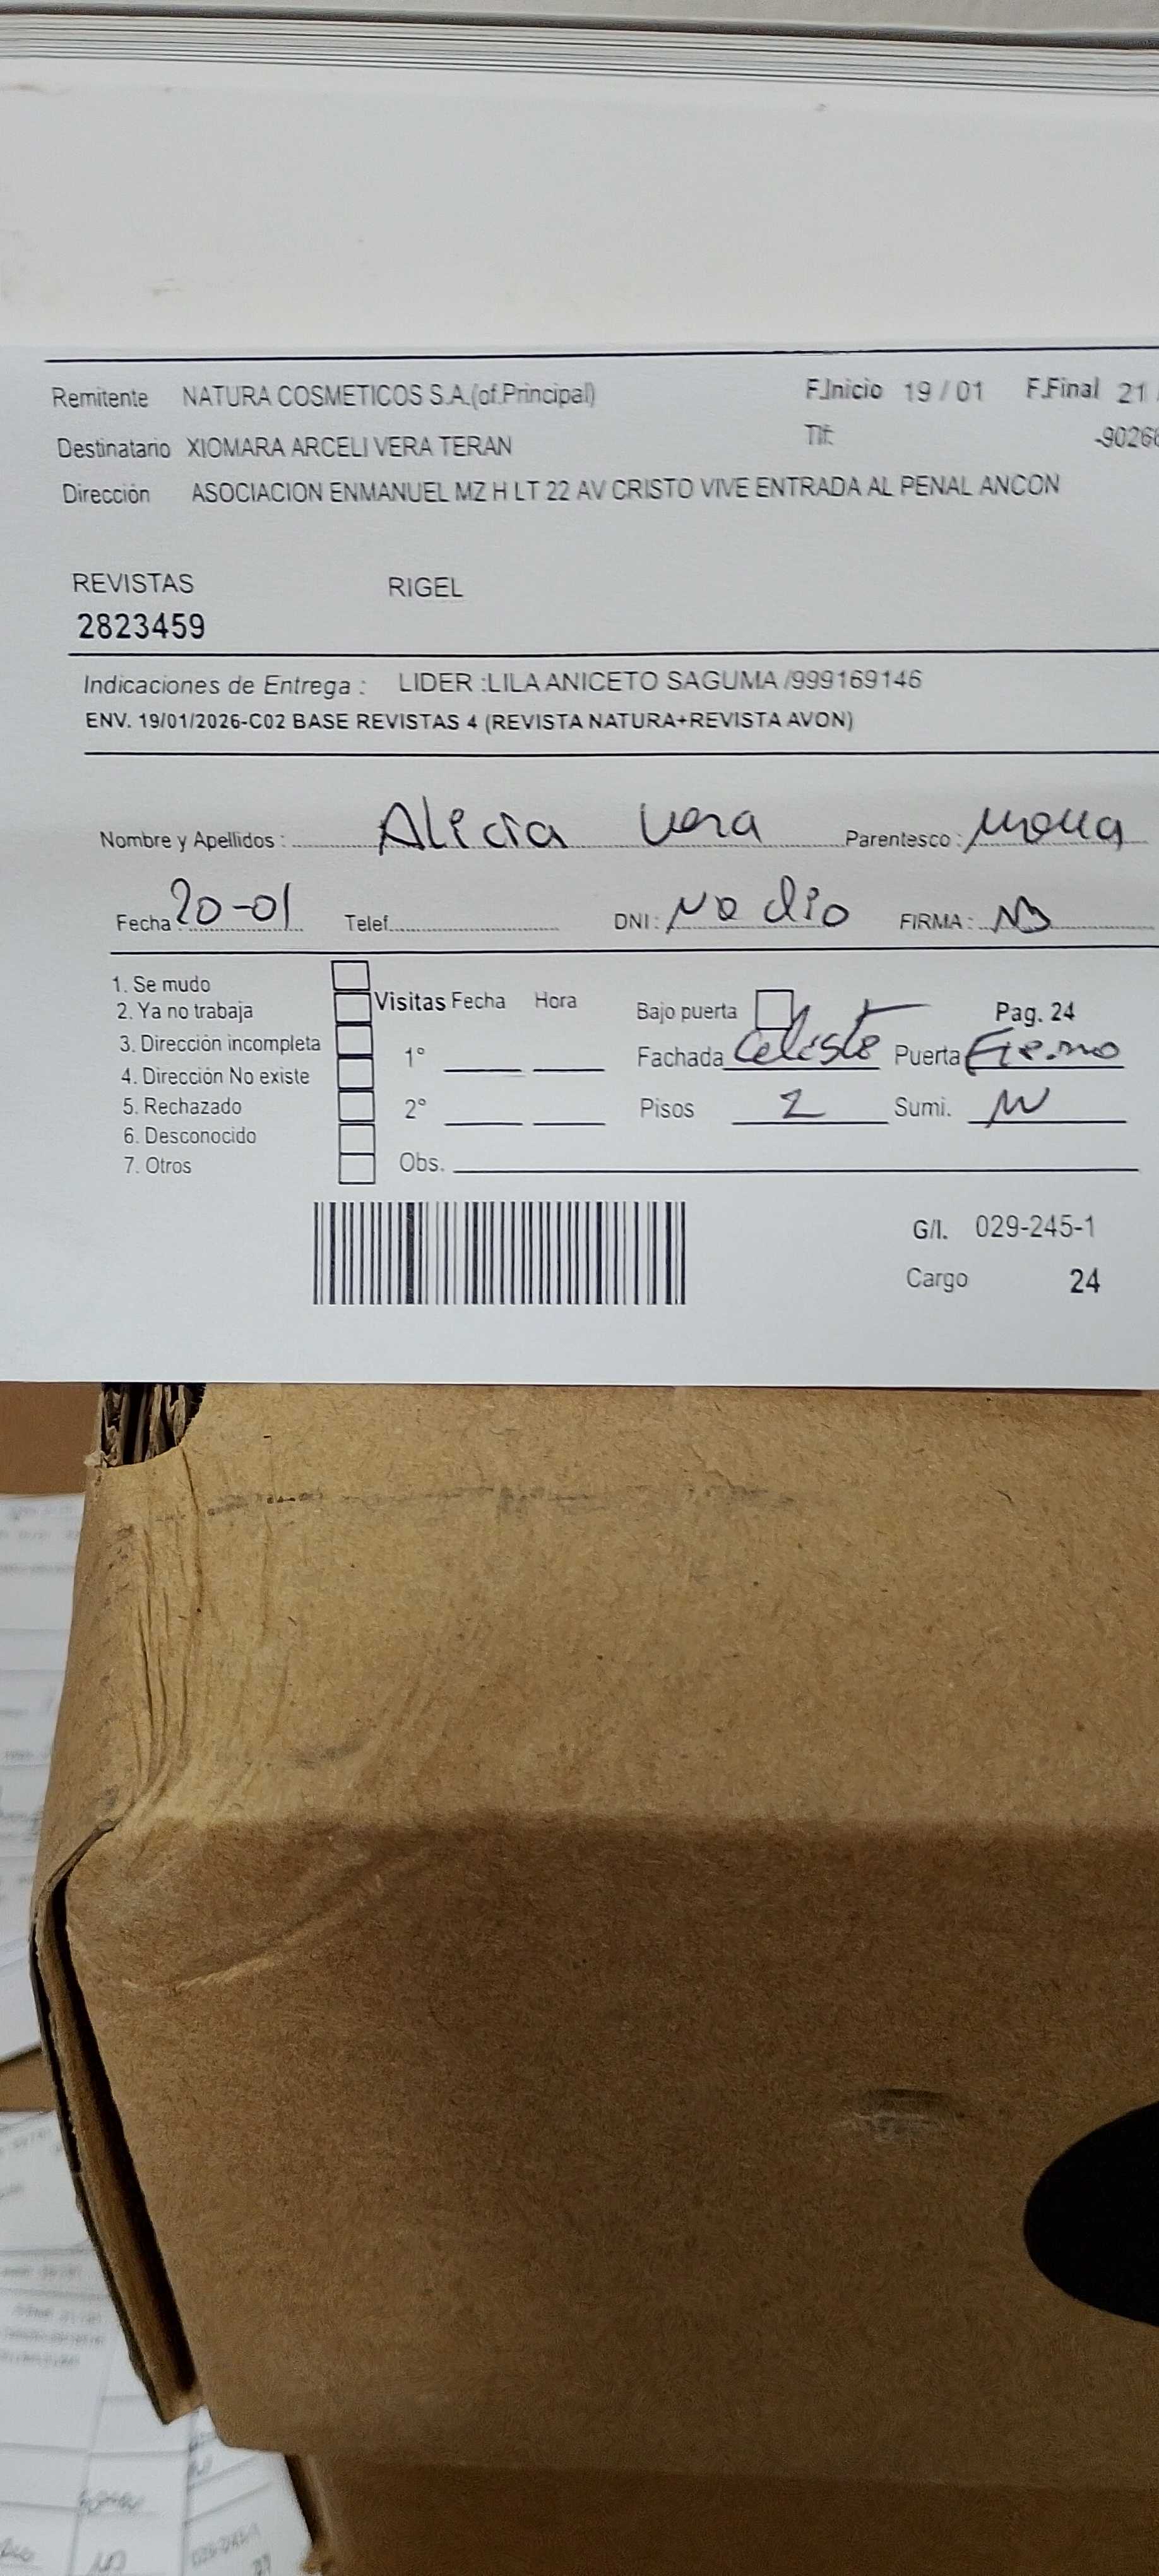 Remitente NATURA COSMETICOS S.A.(of.Principal) F.Inicio 19 / 01 F.Final 21
Destinatario XIOMARA ARCELI VERA TERAN Tlf: -90266
Dirección ASOCIACION ENMANUEL MZ H LT 22 AV CRISTO VIVE ENTRADA AL PENAL ANCON
REVISTAS RIGEL
2823459
Indicaciones de Entrega : LIDER :LILA ANICETO SAGUMA /999169146
ENV. 19/01/2026-C02 BASE REVISTAS 4 (REVISTA NATURA+REVISTA AVON)
Nombre y Apellidos : Alicia Vera Parentesco :
Fecha 20-01 Telef. DNI : No dio FIRMA :
1. Se mudo
2. Ya no trabaja Visitas Fecha Hora Bajo puerta Pag. 24
3. Dirección incompleta 1° Fachada Celeste Puerta
4. Dirección No existe
5. Rechazado 2° Pisos 2 Sumi.
6. Desconocido
7. Otros Obs.
G/I. 029-245-1
Cargo 24